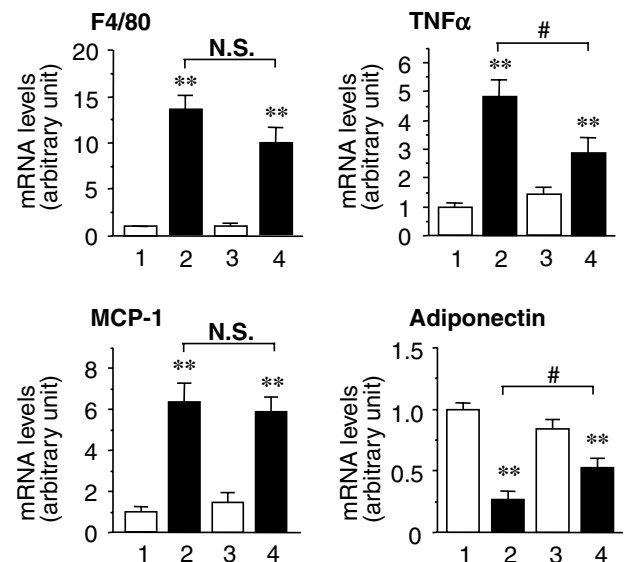 F4/80
N.S.
**
**
mRNA levels
(arbitrary unit)
20
15
10
5
0
1 2 3 4
TNFα
#
**
**
mRNA levels
(arbitrary unit)
6
5
4
3
2
1
0
1 2 3 4
MCP-1
N.S.
**
**
mRNA levels
(arbitrary unit)
8
6
4
2
0
1 2 3 4
Adiponectin
#
**
**
mRNA levels
(arbitrary unit)
1.5
1.0
0.5
0
1 2 3 4